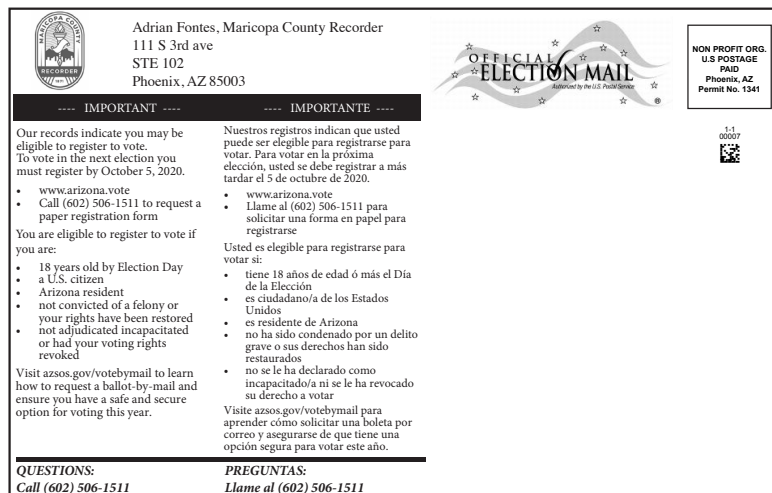 MARICOPA COUNTY
RECORDER
1871
Adrian Fontes, Maricopa County Recorder
111 S 3rd ave
STE 102
Phoenix, AZ 85003
OFFICIAL
ELECTION MAIL
Authorized by the U.S. Postal Service
®
NON PROFIT ORG.
U.S POSTAGE
PAID
Phoenix, AZ
Permit No. 1341
1-1
00007
---- IMPORTANT ----
Our records indicate you may be
eligible to register to vote.
To vote in the next election you
must register by October 5, 2020.
• www.arizona.vote
• Call (602) 506-1511 to request a
paper registration form
You are eligible to register to vote if
you are:
• 18 years old by Election Day
• a U.S. citizen
• Arizona resident
• not convicted of a felony or
your rights have been restored
• not adjudicated incapacitated
or had your voting rights
revoked
Visit azsos.gov/votebymail to learn
how to request a ballot-by-mail and
ensure you have a safe and secure
option for voting this year.
QUESTIONS:
Call (602) 506-1511
---- IMPORTANTE ----
Nuestros registros indican que usted
puede ser elegible para registrarse para
votar. Para votar en la próxima
elección, usted se debe registrar a más
tardar el 5 de octubre de 2020.
• www.arizona.vote
• Llame al (602) 506-1511 para
solicitar una forma en papel para
registrarse
Usted es elegible para registrarse para
votar si:
• tiene 18 años de edad ó más el Día
de la Elección
• es ciudadano/a de los Estados
Unidos
• es residente de Arizona
• no ha sido condenado por un delito
grave o sus derechos han sido
restaurados
• no se le ha declarado como
incapacitado/a ni se le ha revocado
su derecho a votar
Visite azsos.gov/votebymail para
aprender cómo solicitar una boleta por
correo y asegurarse de que tiene una
opción segura para votar este año.
PREGUNTAS:
Llame al (602) 506-1511